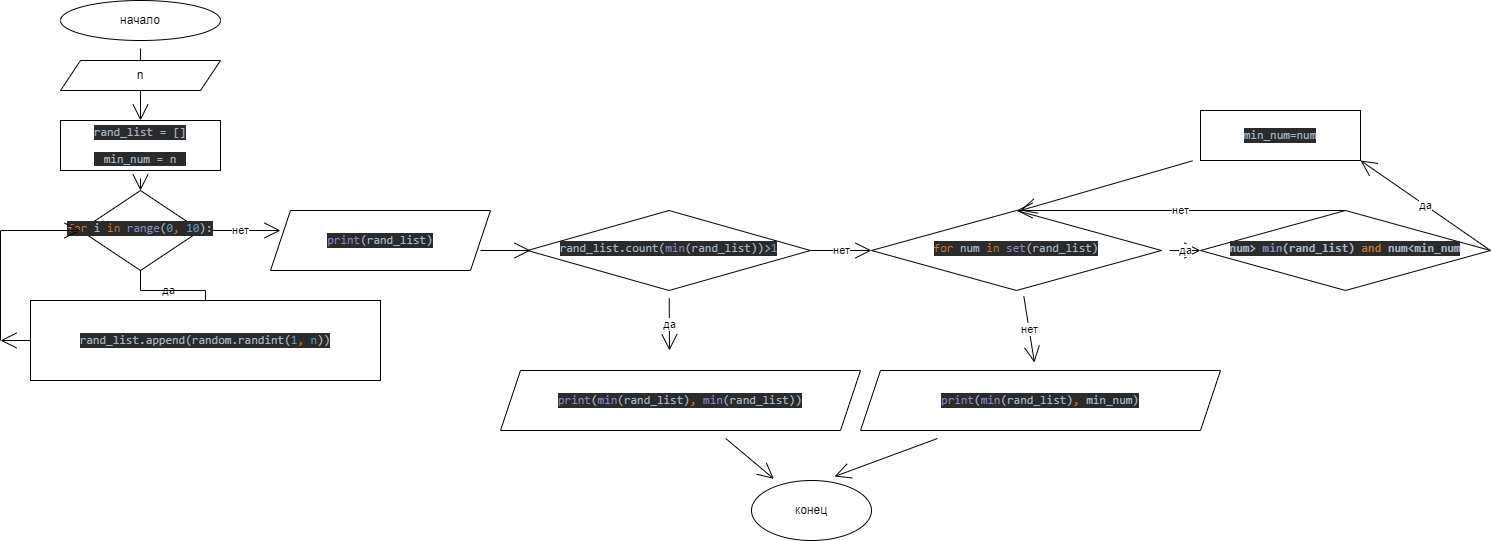 начало
n
rand_list = []
min_num = n
for i in range(0, 10):
нет
да
rand_list.append(random.randint(1, n))
print(rand_list)
rand_list.count(min(rand_list))>1
нет
да
print(min(rand_list), min(rand_list))
for num in set(rand_list)
да
нет
print(min(rand_list), min_num)
num> min(rand_list) and num<min_num
нет
да
min_num=num
конец